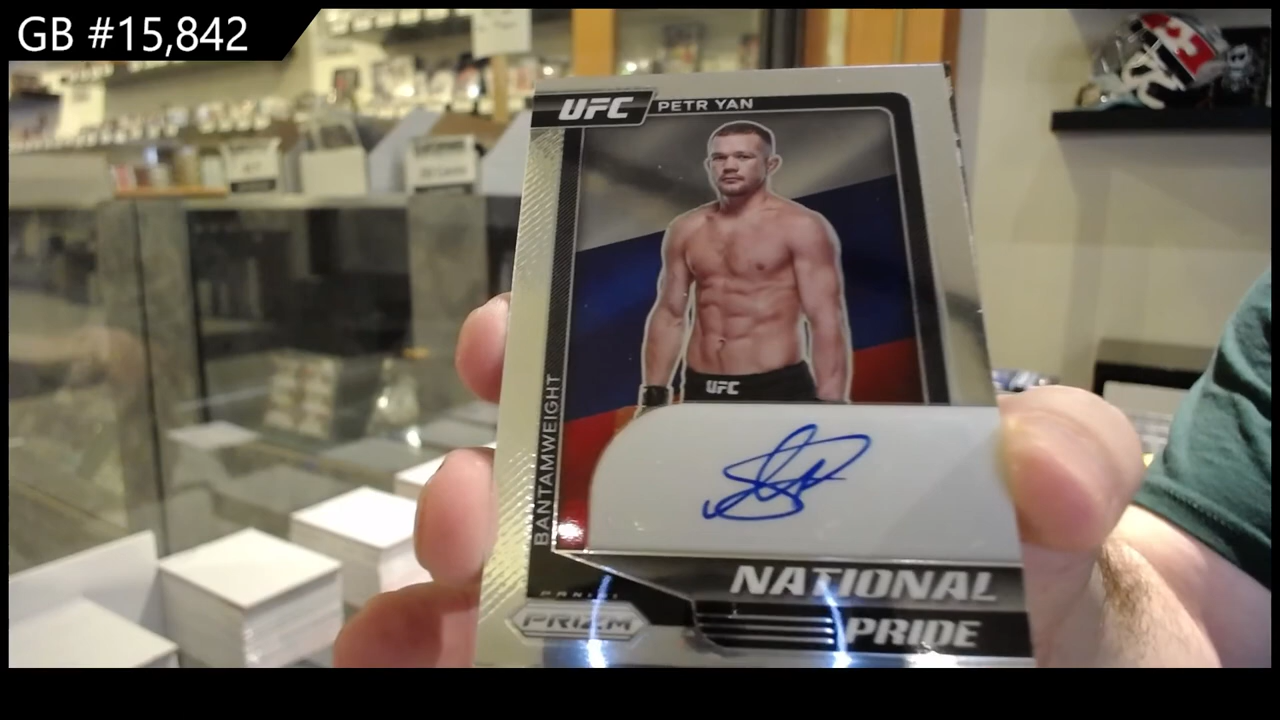 GB #15,842
UFC PETR YAN
UFC
BANTAMWEIGHT
NATIONAL
PRIDE
PANINI
PRIZM